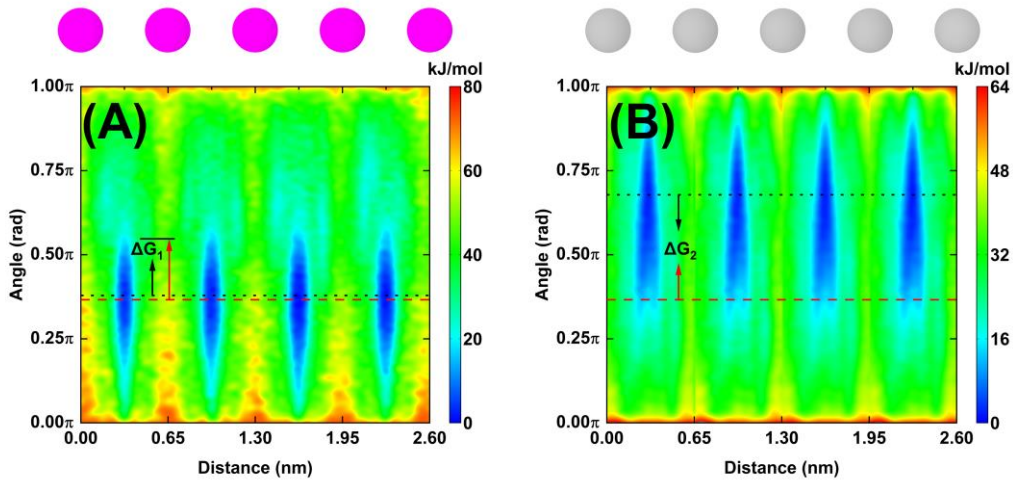 kJ/mol
kJ/mol
(A)
(B)
1.00π
0.75π
0.50π
0.25π
0.00π
Angle (rad)
ΔG₁
80
60
40
20
0
0.00
0.65
1.30
1.95
2.60
Distance (nm)
1.00π
0.75π
0.50π
0.25π
0.00π
Angle (rad)
ΔG₂
64
48
32
16
0
0.00
0.65
1.30
1.95
2.60
Distance (nm)